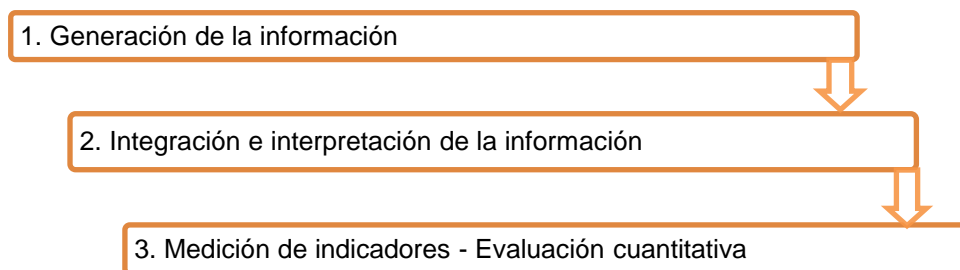 1. Generación de la información
2. Integración e interpretación de la información
3. Medición de indicadores - Evaluación cuantitativa